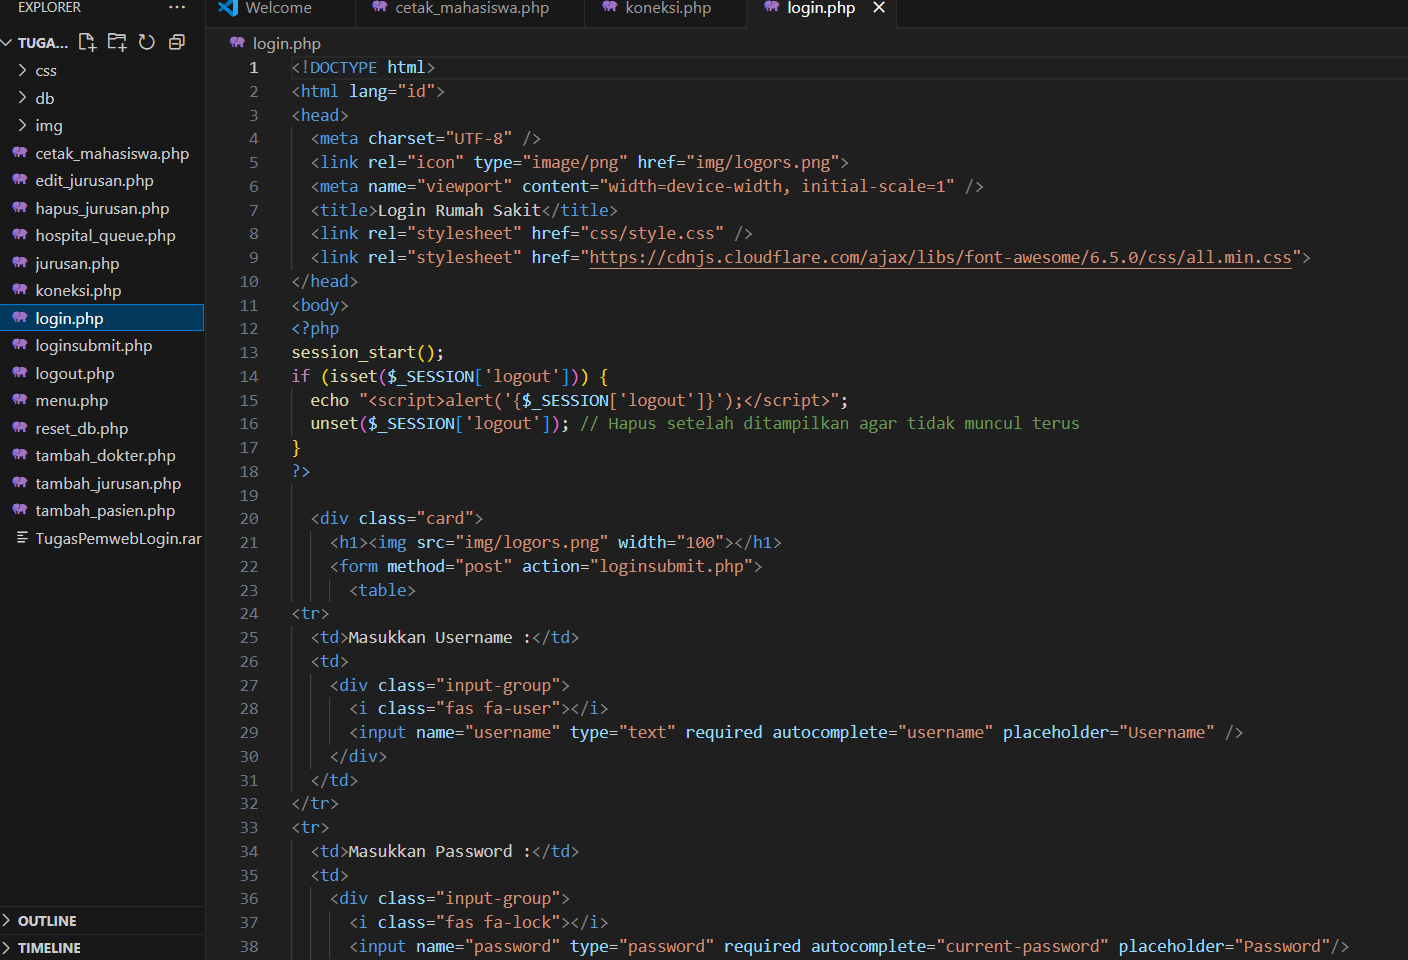 EXPLORER
TUGA...
css
db
img
cetak_mahasiswa.php
edit_jurusan.php
hapus_jurusan.php
hospital_queue.php
jurusan.php
koneksi.php
login.php
loginsubmit.php
logout.php
menu.php
reset_db.php
tambah_dokter.php
tambah_jurusan.php
tambah_pasien.php
TugasPemwebLogin.rar
OUTLINE
TIMELINE
Welcome cetak_mahasiswa.php koneksi.php login.php
login.php
1 <!DOCTYPE html>
2 <html lang="id">
3 <head>
4 <meta charset="UTF-8" />
5 <link rel="icon" type="image/png" href="img/logors.png">
6 <meta name="viewport" content="width=device-width, initial-scale=1" />
7 <title>Login Rumah Sakit</title>
8 <link rel="stylesheet" href="css/style.css" />
9 <link rel="stylesheet" href="https://cdnjs.cloudflare.com/ajax/libs/font-awesome/6.5.0/css/all.min.css">
10 </head>
11 <body>
12 <?php
13 session_start();
14 if (isset($_SESSION['logout'])) {
15 echo "<script>alert('{$_SESSION['logout']}');</script>";
16 unset($_SESSION['logout']); // Hapus setelah ditampilkan agar tidak muncul terus
17 }
18 ?>
19
20 <div class="card">
21 <h1><img src="img/logors.png" width="100"></h1>
22 <form method="post" action="loginsubmit.php">
23 <table>
24 <tr>
25 <td>Masukkan Username :</td>
26 <td>
27 <div class="input-group">
28 <i class="fas fa-user"></i>
29 <input name="username" type="text" required autocomplete="username" placeholder="Username" />
30 </div>
31 </td>
32 </tr>
33 <tr>
34 <td>Masukkan Password :</td>
35 <td>
36 <div class="input-group">
37 <i class="fas fa-lock"></i>
38 <input name="password" type="password" required autocomplete="current-password" placeholder="Password"/>